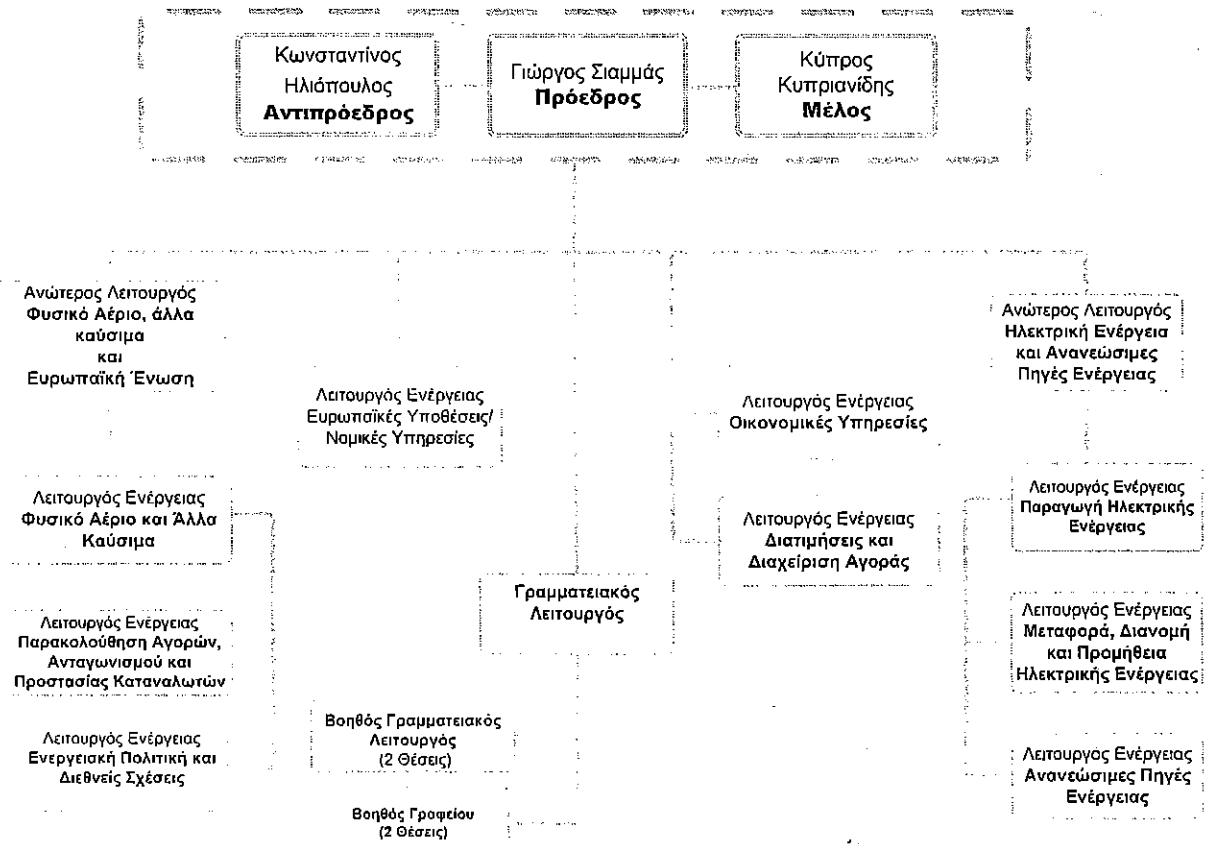 Κωνσταντίνος
Ηλιόπουλος
Αντιπρόεδρος
Γιώργος Σιαμμάς
Πρόεδρος
Κύπρος
Κυπριανίδης
Μέλος
Ανώτερος Λειτουργός
Φυσικό Αέριο, άλλα
καύσιμα
και
Ευρωπαϊκή Ένωση
Λειτουργός Ενέργειας
Ευρωπαϊκές Υποθέσεις/
Νομικές Υπηρεσίες
Λειτουργός Ενέργειας
Οικονομικές Υπηρεσίες
Ανώτερος Λειτουργός
Ηλεκτρική Ενέργεια
και Ανανεώσιμες
Πηγές Ενέργειας
Λειτουργός Ενέργειας
Φυσικό Αέριο και Άλλα
Καύσιμα
Λειτουργός Ενέργειας
Διατιμήσεις και
Διαχείριση Αγοράς
Λειτουργός Ενέργειας
Παραγωγή Ηλεκτρικής
Ενέργειας
Γραμματειακός
Λειτουργός
Λειτουργός Ενέργειας
Παρακολούθηση Αγορών,
Ανταγωνισμού και
Προστασίας Καταναλωτών
Λειτουργός Ενέργειας
Μεταφορά, Διανομή
και Προμήθεια
Ηλεκτρικής Ενέργειας
Λειτουργός Ενέργειας
Ενεργειακή Πολιτική και
Διεθνείς Σχέσεις
Βοηθός Γραμματειακός
Λειτουργός
(2 Θέσεις)
Λειτουργός Ενέργειας
Ανανεώσιμες Πηγές
Ενέργειας
Βοηθός Γραφείου
(2 Θέσεις)